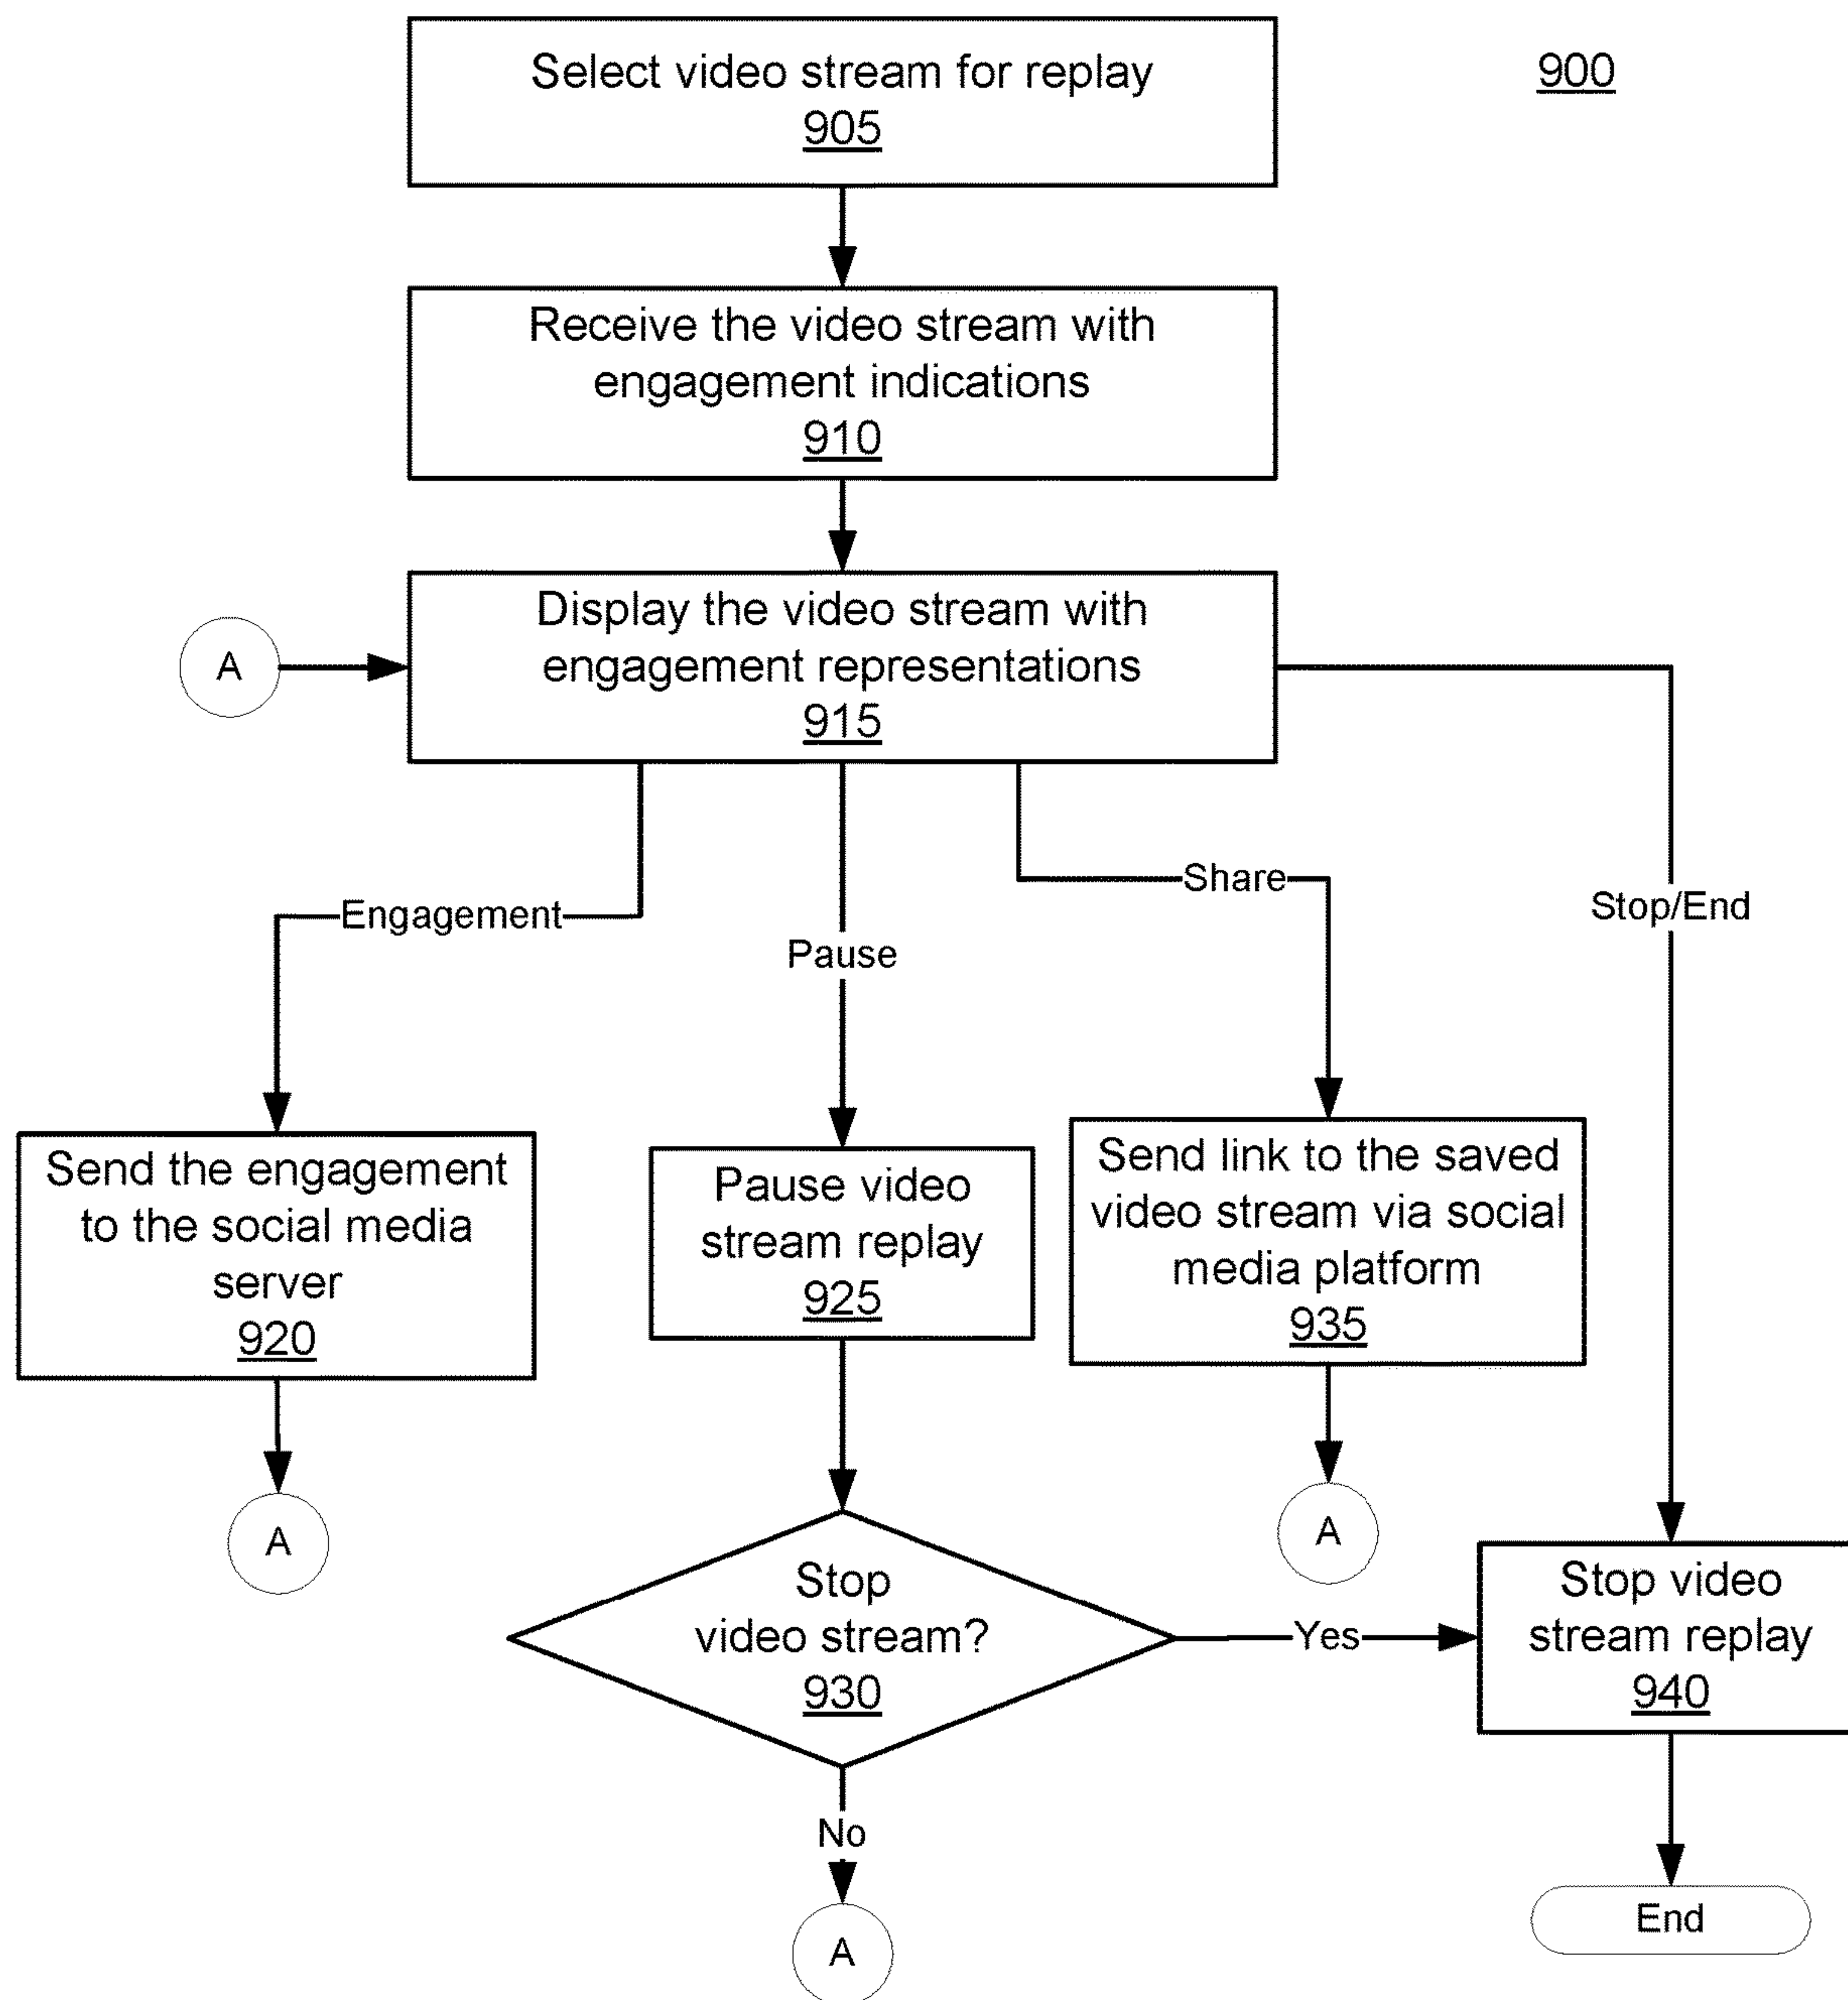 Select video stream for replay
905
900
Receive the video stream with
engagement indications
910
Display the video stream with
engagement representations
915
A
Engagement
Pause
Share
Stop/End
Send the engagement
to the social media
server
920
Pause video
stream replay
925
Send link to the saved
video stream via social
media platform
935
A
A
Stop
video stream?
930
Yes
Stop video
stream replay
940
No
A
End